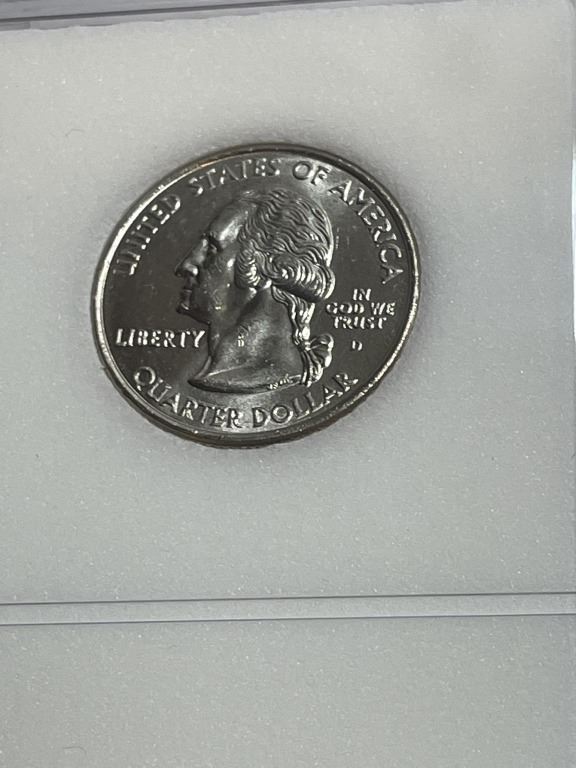 UNITED STATES OF AMERICA
LIBERTY
IN
GOD WE
TRUST
D
QUARTER DOLLAR